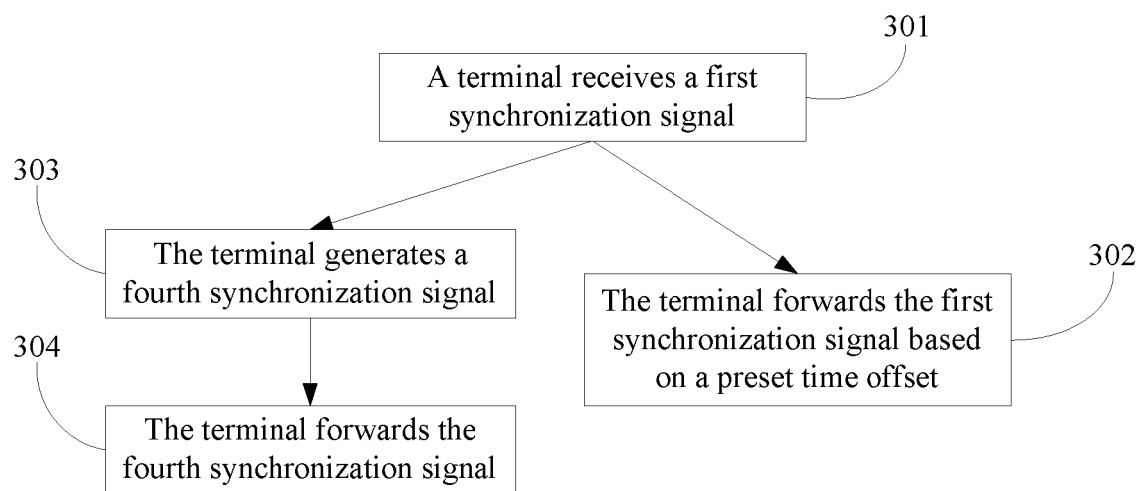 301
A terminal receives a first
synchronization signal
303
The terminal generates a
fourth synchronization signal
302
The terminal forwards the first
synchronization signal based
on a preset time offset
304
The terminal forwards the
fourth synchronization signal